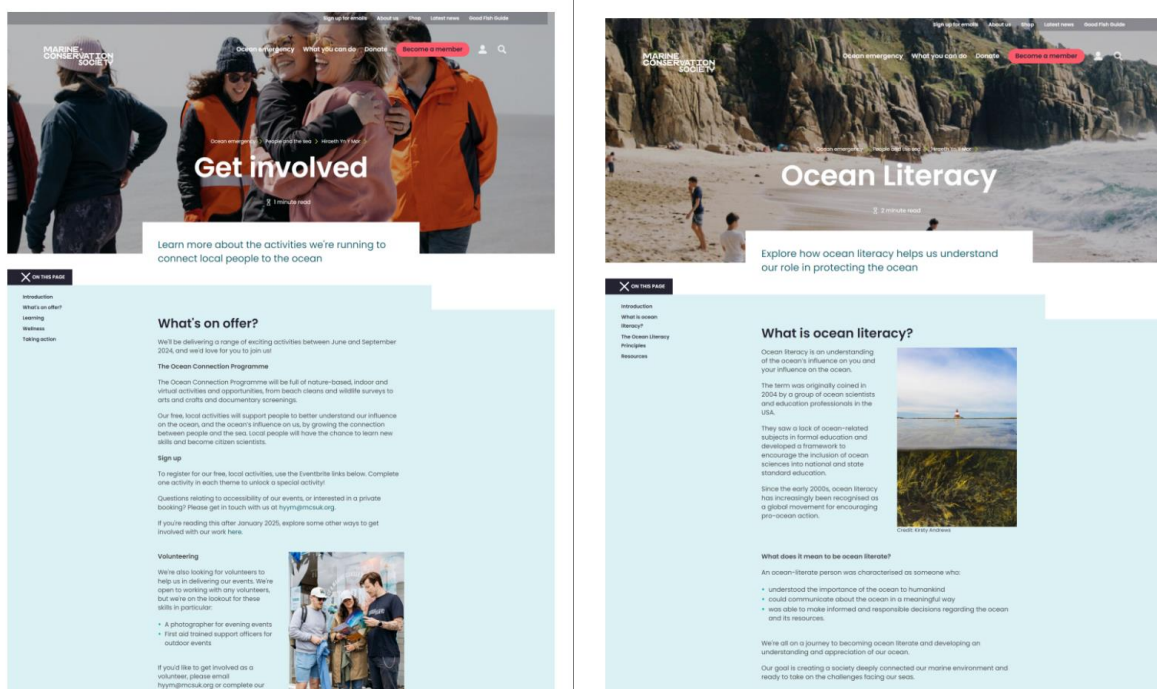 Sign up for emails About us Shop Latest news Good Fish Guide
MARINE
CONSERVATION
SOCIETY
Ocean emergency What you can do Donate Become a member
Ocean emergency > People and the sea > Hiraeth Yn Y Mor >
Get involved
1 minute read
Learn more about the activities we're running to
connect local people to the ocean
ON THIS PAGE
Introduction
What's on offer?
Learning
Wellness
Taking action
What's on offer?
We'll be delivering a range of exciting activities between June and September
2024, and we'd love for you to join us!
The Ocean Connection Programme
The Ocean Connection Programme will be full of nature-based, indoor and
virtual activities and opportunities, from beach cleans and wildlife surveys to
arts and crafts and documentary screenings.
Our free, local activities will support people to better understand our influence
on the ocean, and the ocean's influence on us, by growing the connection
between people and the sea. Local people will have the chance to learn new
skills and become citizen scientists.
Sign up
To register for our free, local activities, use the Eventbrite links below. Complete
one activity in each theme to unlock a special activity!
Questions relating to accessibility of our events, or interested in a private
booking? Please get in touch with us at hyym@mcsuk.org.
If you're reading this after January 2025, explore some other ways to get
involved with our work here.
Volunteering
We're also looking for volunteers to
help us in delivering our events. We're
open to working with any volunteers,
but we're on the lookout for these
skills in particular:
• A photographer for evening events
• First aid trained support officers for
outdoor events
If you'd like to get involved as a
volunteer, please email
hyym@mcsuk.org or complete our
Sign up for emails About us Shop Latest news Good Fish Guide
MARINE
CONSERVATION
SOCIETY
Ocean emergency What you can do Donate Become a member
Ocean emergency > People and the sea > Hiraeth Yn Y Mor >
Ocean Literacy
2 minute read
Explore how ocean literacy helps us understand
our role in protecting the ocean
ON THIS PAGE
Introduction
What is ocean
literacy?
The Ocean Literacy
Principles
Resources
What is ocean literacy?
Ocean literacy is an understanding
of the ocean's influence on you and
your influence on the ocean.
The term was originally coined in
2004 by a group of ocean scientists
and education professionals in the
USA.
They saw a lack of ocean-related
subjects in formal education and
developed a framework to
encourage the inclusion of ocean
sciences into national and state
standard education.
Since the early 2000s, ocean literacy
has increasingly been recognised as
a global movement for encouraging
pro-ocean action.
Credit: Kirsty Andrews
What does it mean to be ocean literate?
An ocean-literate person was characterised as someone who:
• understood the importance of the ocean to humankind
• could communicate about the ocean in a meaningful way
• was able to make informed and responsible decisions regarding the ocean
and its resources.
We're all on a journey to becoming ocean literate and developing an
understanding and appreciation of our ocean.
Our goal is creating a society deeply connected our marine environment and
ready to take on the challenges facing our seas.